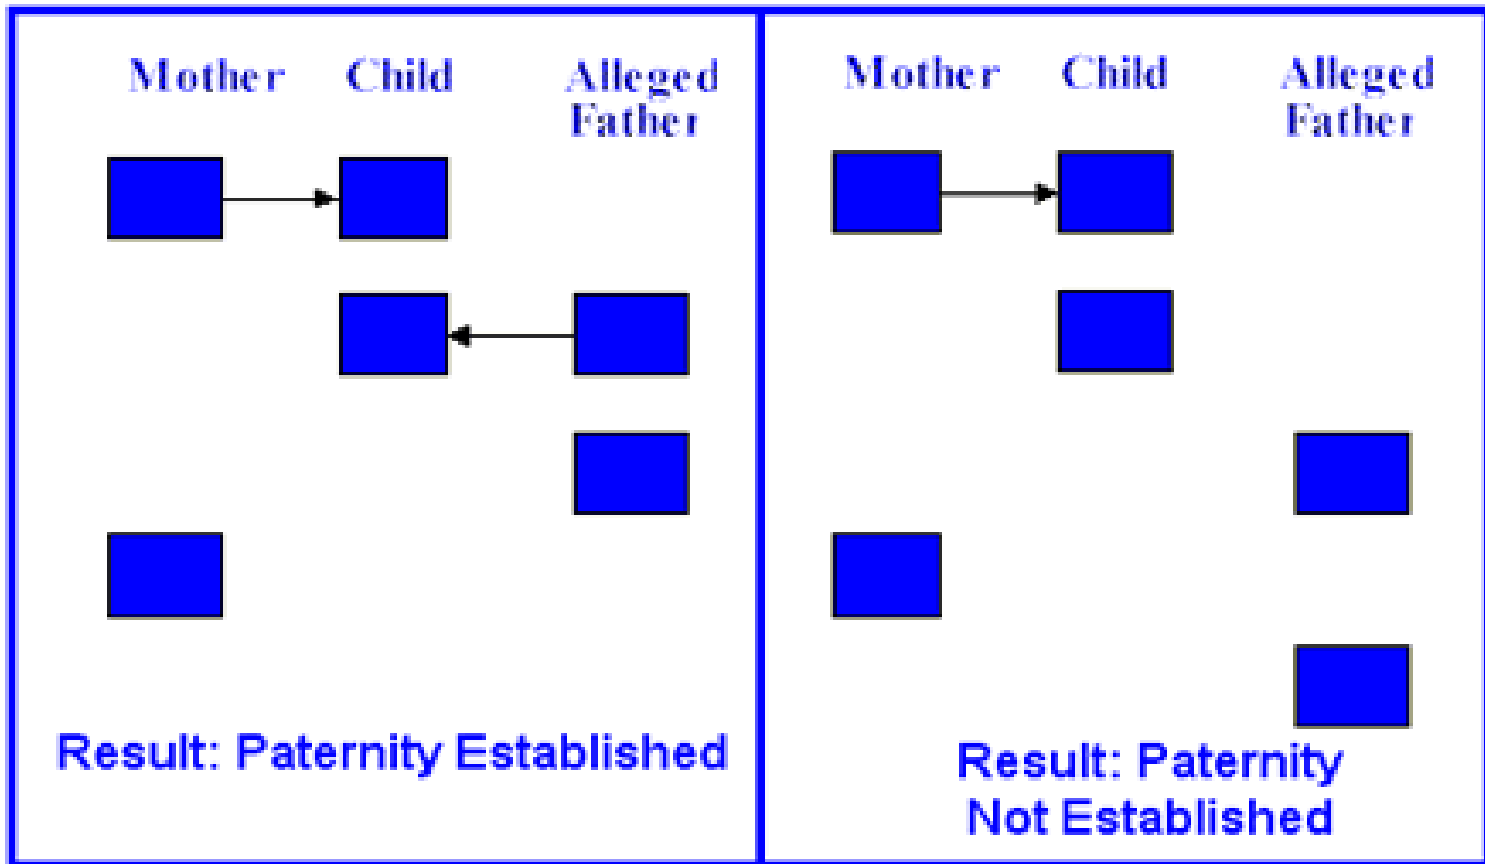 Mother Child Alleged
Father
Result: Paternity Established
Mother Child Alleged
Father
Result: Paternity
Not Established